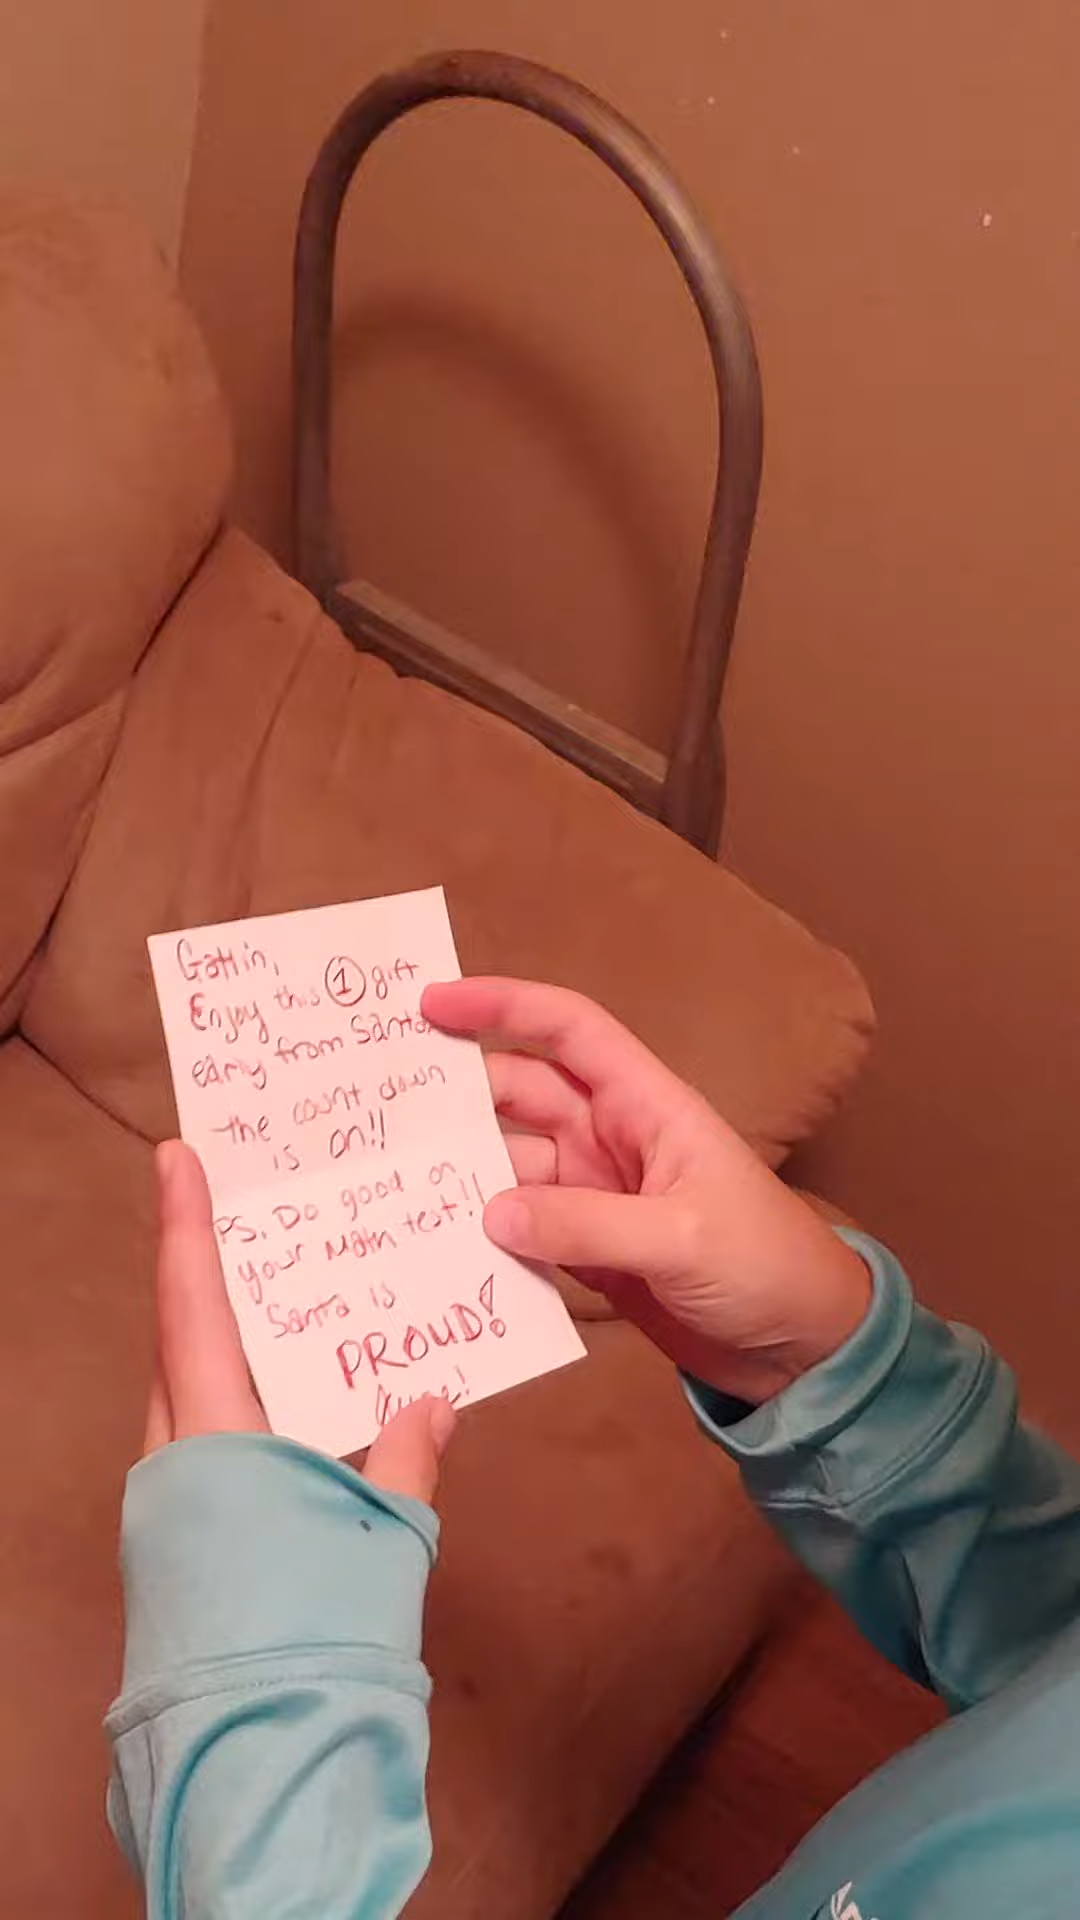 Gattin,
Enjoy this 1 gift
early from Santa
the count down
is on!!
PS. Do good on
your Math test!!
Santa is
PROUD!